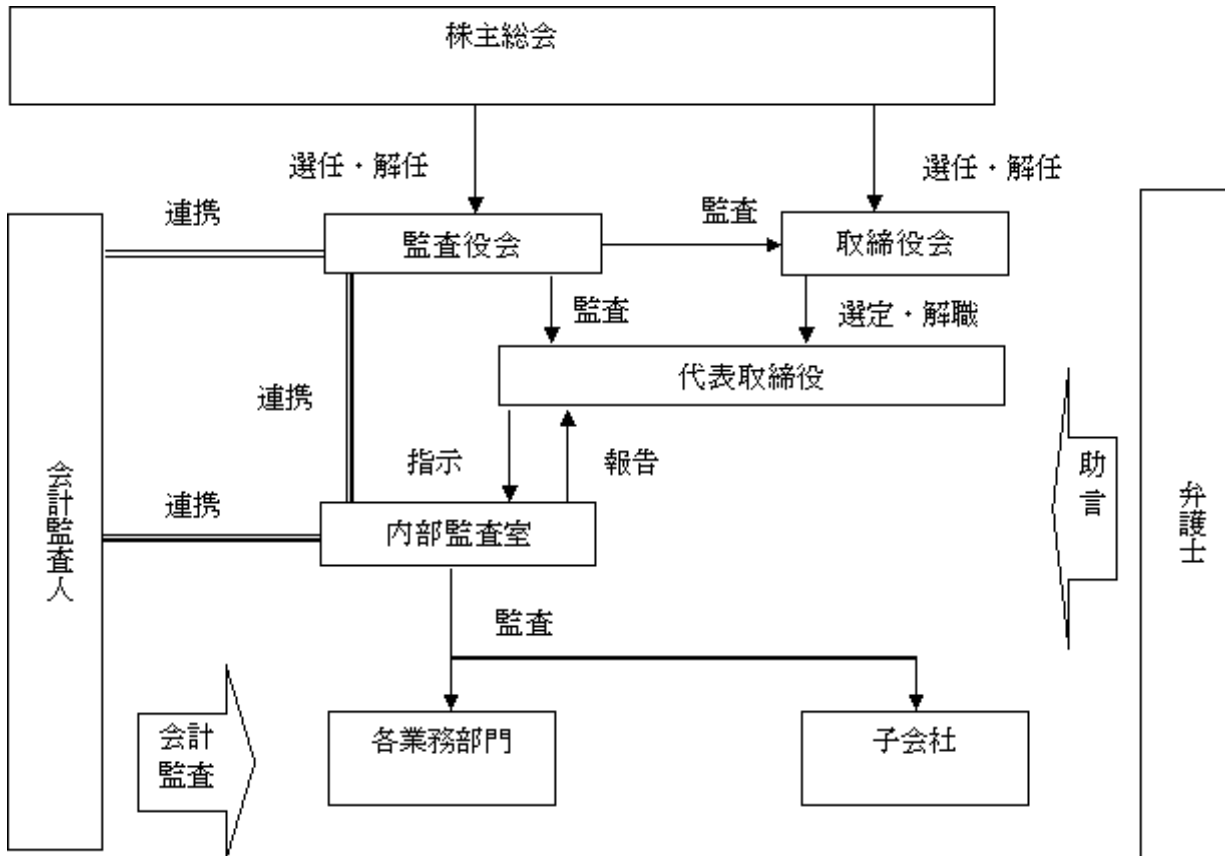 株主総会
選任・解任
選任・解任
連携
監査
監査役会
取締役会
監査
選定・解職
代表取締役
連携
指示
報告
助言
連携
内部監査室
会計監査人
弁護士
監査
会計
監査
各業務部門
子会社